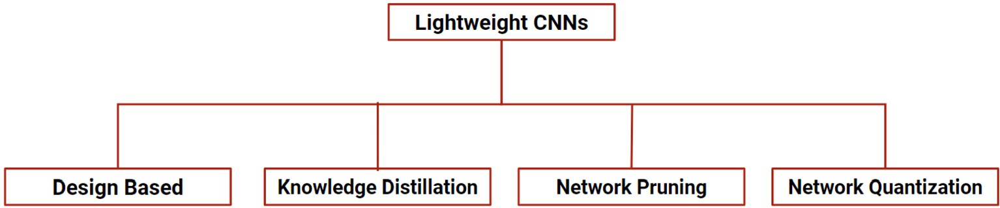 Lightweight CNNs
Design Based
Knowledge Distillation
Network Pruning
Network Quantization